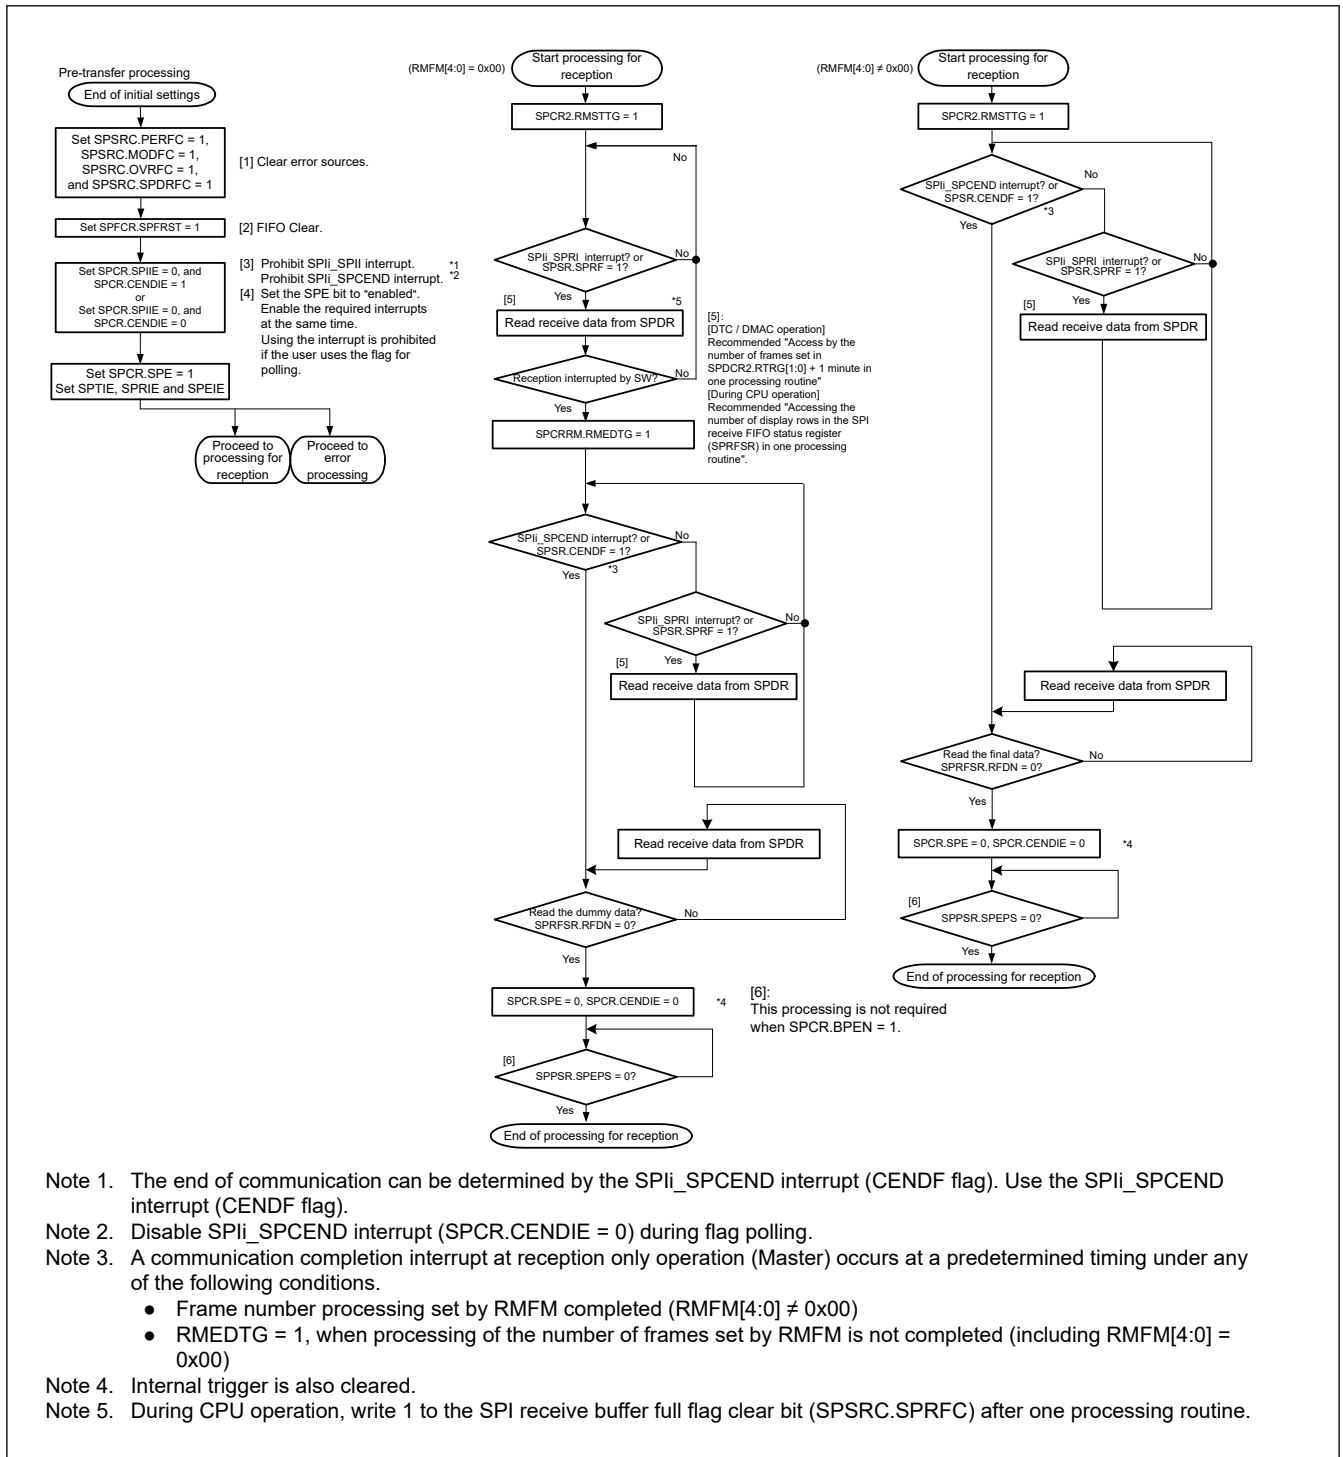 Pre-transfer processing
End of initial settings
Set SPSRC.PERFC = 1,
SPSRC.MODFC = 1,
SPSRC.OVRFC = 1,
and SPSRC.SPDRFC = 1
[1] Clear error sources.
Set SPFCR.SPFRST = 1
[2] FIFO Clear.
Set SPCR.SPIIE = 0, and
SPCR.CENDIE = 1
or
Set SPCR.SPIIE = 0, and
SPCR.CENDIE = 0
[3] Prohibit SPIi_SPII interrupt. *1
Prohibit SPIi_SPCEND interrupt. *2
[4] Set the SPE bit to "enabled".
Enable the required interrupts
at the same time.
Using the interrupt is prohibited
if the user uses the flag for
polling.
Set SPCR.SPE = 1
Set SPTIE, SPRIE and SPEIE
Proceed to
processing for
reception
Proceed to
error
processing
(RMFM[4:0] = 0x00)
Start processing for
reception
SPCR2.RMSTTG = 1
No
SPIi_SPRI interrupt? or
SPSR.SPRF = 1?
No
Yes
[5]
*5
Read receive data from SPDR
Reception interrupted by SW?
No
Yes
SPCRRM.RMEDTG = 1
[5]:
[DTC / DMAC operation]
Recommended "Access by the
number of frames set in
SPDCR2.RTRG[1:0] + 1 minute in
one processing routine"
[During CPU operation]
Recommended "Accessing the
number of display rows in the SPI
receive FIFO status register
(SPRFSR) in one processing
routine".
SPIi_SPCEND interrupt? or
SPSR.CENDF = 1?
No
*3
Yes
SPIi_SPRI interrupt? or
SPSR.SPRF = 1?
No
Yes
[5]
Read receive data from SPDR
Read receive data from SPDR
Read the dummy data?
SPRFSR.RFDN = 0?
No
Yes
SPCR.SPE = 0, SPCR.CENDIE = 0
*4
[6]:
This processing is not required
when SPCR.BPEN = 1.
[6]
SPPSR.SPEPS = 0?
Yes
End of processing for reception
(RMFM[4:0] ≠ 0x00)
Start processing for
reception
SPCR2.RMSTTG = 1
SPIi_SPCEND interrupt? or
SPSR.CENDF = 1?
No
*3
Yes
SPIi_SPRI interrupt? or
SPSR.SPRF = 1?
No
Yes
[5]
Read receive data from SPDR
Read receive data from SPDR
Read the final data?
SPRFSR.RFDN = 0?
No
Yes
SPCR.SPE = 0, SPCR.CENDIE = 0
*4
[6]
SPPSR.SPEPS = 0?
Yes
End of processing for reception
Note 1. The end of communication can be determined by the SPIi_SPCEND interrupt (CENDF flag). Use the SPIi_SPCEND
interrupt (CENDF flag).
Note 2. Disable SPIi_SPCEND interrupt (SPCR.CENDIE = 0) during flag polling.
Note 3. A communication completion interrupt at reception only operation (Master) occurs at a predetermined timing under any
of the following conditions.
● Frame number processing set by RMFM completed (RMFM[4:0] ≠ 0x00)
● RMEDTG = 1, when processing of the number of frames set by RMFM is not completed (including RMFM[4:0] =
0x00)
Note 4. Internal trigger is also cleared.
Note 5. During CPU operation, write 1 to the SPI receive buffer full flag clear bit (SPSRC.SPRFC) after one processing routine.